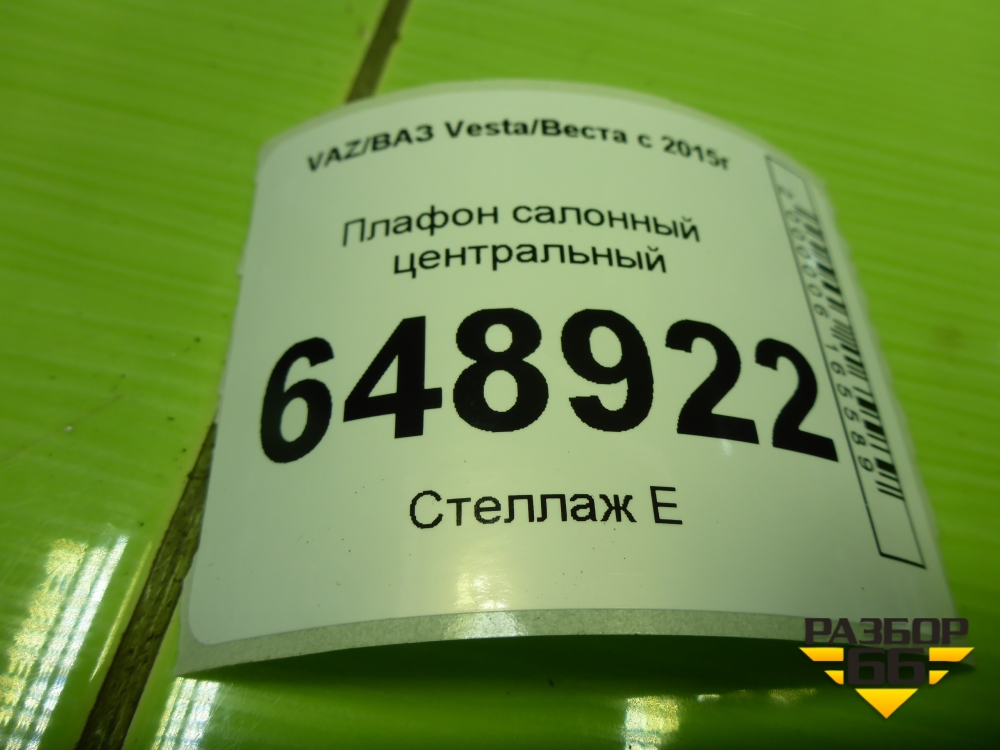 VAZ/ВАЗ Vesta/Веста с 2015г
Плафон салонный
центральный
648922
Стеллаж Е
РАЗБОР
66